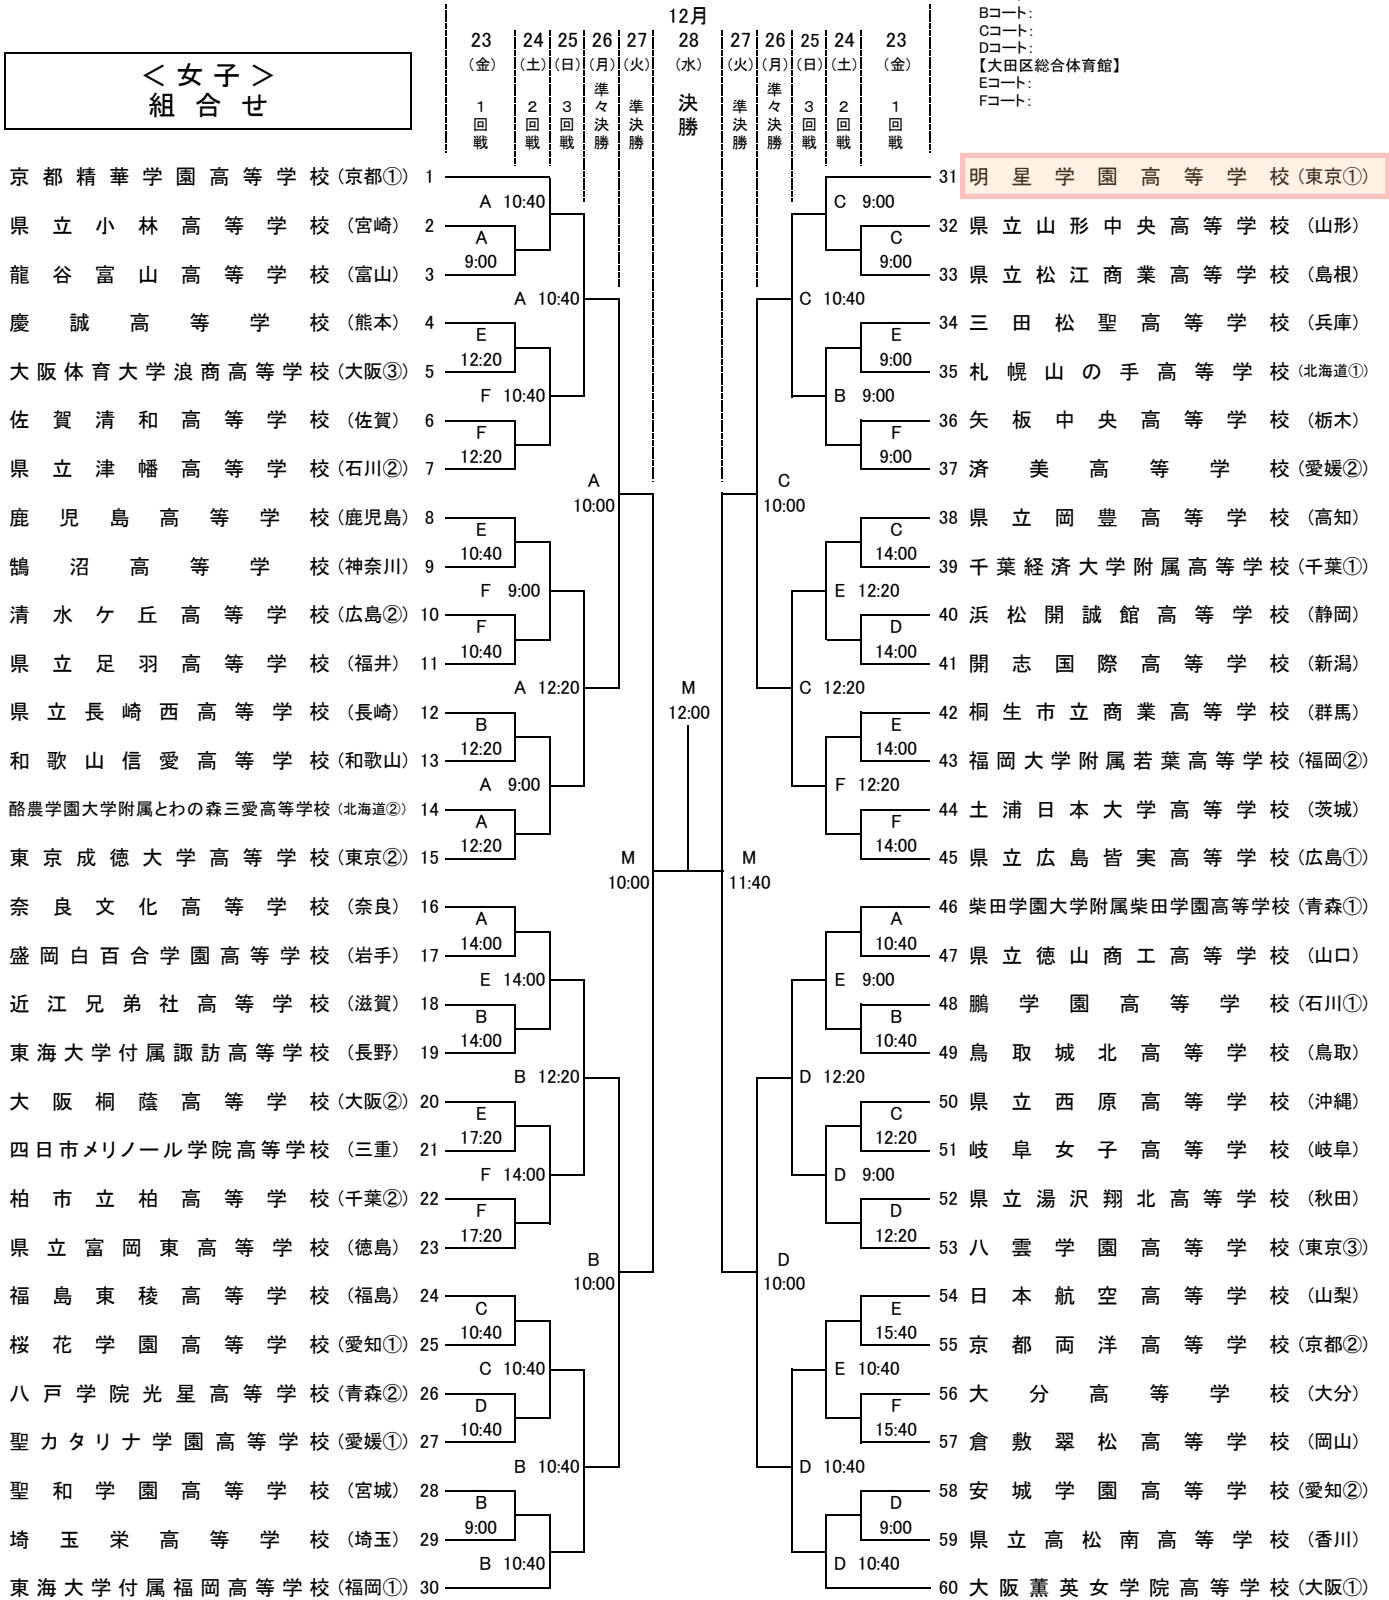 12月
Bコート:
Cコート:
Dコート:
【大田区総合体育館】
Eコート:
Fコート:
＜女子＞
組合せ
23 24 25 26 27 28 27 26 25 24 23
(金) (土) (日) (月) (火) (水) (火) (月) (日) (土) (金)
1回戦 2回戦 3回戦 準々決勝 準決勝 決勝 準決勝 準々決勝 3回戦 2回戦 1回戦
京都精華学園高等学校(京都①) 1
A 10:40
県立小林高等学校(宮崎) 2
A
9:00
龍谷富山高等学校(富山) 3
A 10:40
慶誠高等学校(熊本) 4
E
12:20
大阪体育大学浪商高等学校(大阪③) 5
F 10:40
佐賀清和高等学校(佐賀) 6
F
12:20
県立津幡高等学校(石川②) 7
A
10:00
鹿児島高等学校(鹿児島) 8
E
10:40
鵠沼高等学校(神奈川) 9
F 9:00
清水ケ丘高等学校(広島②) 10
F
10:40
県立足羽高等学校(福井) 11
A 12:20
県立長崎西高等学校(長崎) 12
B
12:20
和歌山信愛高等学校(和歌山) 13
A 9:00
酪農学園大学附属とわの森三愛高等学校(北海道②) 14
A
12:20
東京成徳大学高等学校(東京②) 15
M
10:00
奈良文化高等学校(奈良) 16
A
14:00
盛岡白百合学園高等学校(岩手) 17
E 14:00
近江兄弟社高等学校(滋賀) 18
B
14:00
東海大学付属諏訪高等学校(長野) 19
B 12:20
大阪桐蔭高等学校(大阪②) 20
E
17:20
四日市メリノール学院高等学校(三重) 21
F 14:00
柏市立柏高等学校(千葉②) 22
F
17:20
県立富岡東高等学校(徳島) 23
B
10:00
福島東稜高等学校(福島) 24
C
10:40
桜花学園高等学校(愛知①) 25
C 10:40
八戸学院光星高等学校(青森②) 26
D
10:40
聖カタリナ学園高等学校(愛媛①) 27
B 10:40
聖和学園高等学校(宮城) 28
B
9:00
埼玉栄高等学校(埼玉) 29
B 10:40
東海大学付属福岡高等学校(福岡①) 30
M
12:00
31 明星学園高等学校(東京①)
C 9:00
32 県立山形中央高等学校(山形)
C
9:00
33 県立松江商業高等学校(島根)
C 10:40
34 三田松聖高等学校(兵庫)
E
9:00
35 札幌山の手高等学校(北海道①)
B 9:00
36 矢板中央高等学校(栃木)
F
9:00
37 済美高等学校(愛媛②)
C
10:00
38 県立岡豊高等学校(高知)
C
14:00
39 千葉経済大学附属高等学校(千葉①)
E 12:20
40 浜松開誠館高等学校(静岡)
D
14:00
41 開志国際高等学校(新潟)
C 12:20
42 桐生市立商業高等学校(群馬)
E
14:00
43 福岡大学附属若葉高等学校(福岡②)
F 12:20
44 土浦日本大学高等学校(茨城)
F
14:00
45 県立広島皆実高等学校(広島①)
M
11:40
46 柴田学園大学附属柴田学園高等学校(青森①)
A
10:40
47 県立徳山商工高等学校(山口)
E 9:00
48 鵬学園高等学校(石川①)
B
10:40
49 鳥取城北高等学校(鳥取)
D 12:20
50 県立西原高等学校(沖縄)
C
12:20
51 岐阜女子高等学校(岐阜)
D 9:00
52 県立湯沢翔北高等学校(秋田)
D
12:20
53 八雲学園高等学校(東京③)
D
10:00
54 日本航空高等学校(山梨)
E
15:40
55 京都両洋高等学校(京都②)
E 10:40
56 大分高等学校(大分)
F
15:40
57 倉敷翠松高等学校(岡山)
D 10:40
58 安城学園高等学校(愛知②)
D
9:00
59 県立高松南高等学校(香川)
D 10:40
60 大阪薫英女学院高等学校(大阪①)